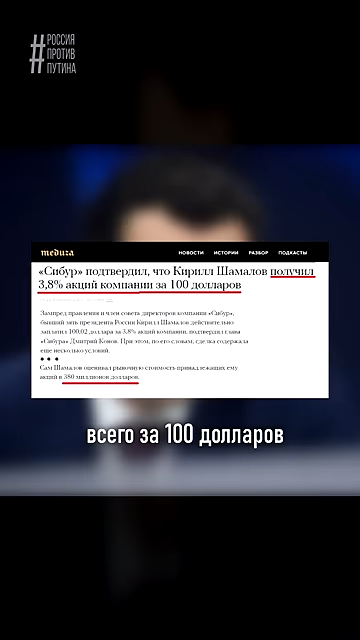 #РОССИЯ
ПРОТИВ
ПУТИНА
meduza
НОВОСТИ ИСТОРИИ РАЗБОР ПОДКАСТЫ
«Сибур» подтвердил, что Кирилл Шамалов получил
3,8% акций компании за 100 долларов
Зампред правления и член совета директоров компании «Сибур»,
бывший зять президента России Кирилл Шамалов действительно
заплатил 100,02 доллара за 3,8% акций компании, подтвердил глава
«Сибура» Дмитрий Конов. При этом, по его словам, сделка содержала
еще несколько условий.
Сам Шамалов оценивал рыночную стоимость принадлежащих ему
акций в 380 миллионов долларов.
всего за 100 долларов